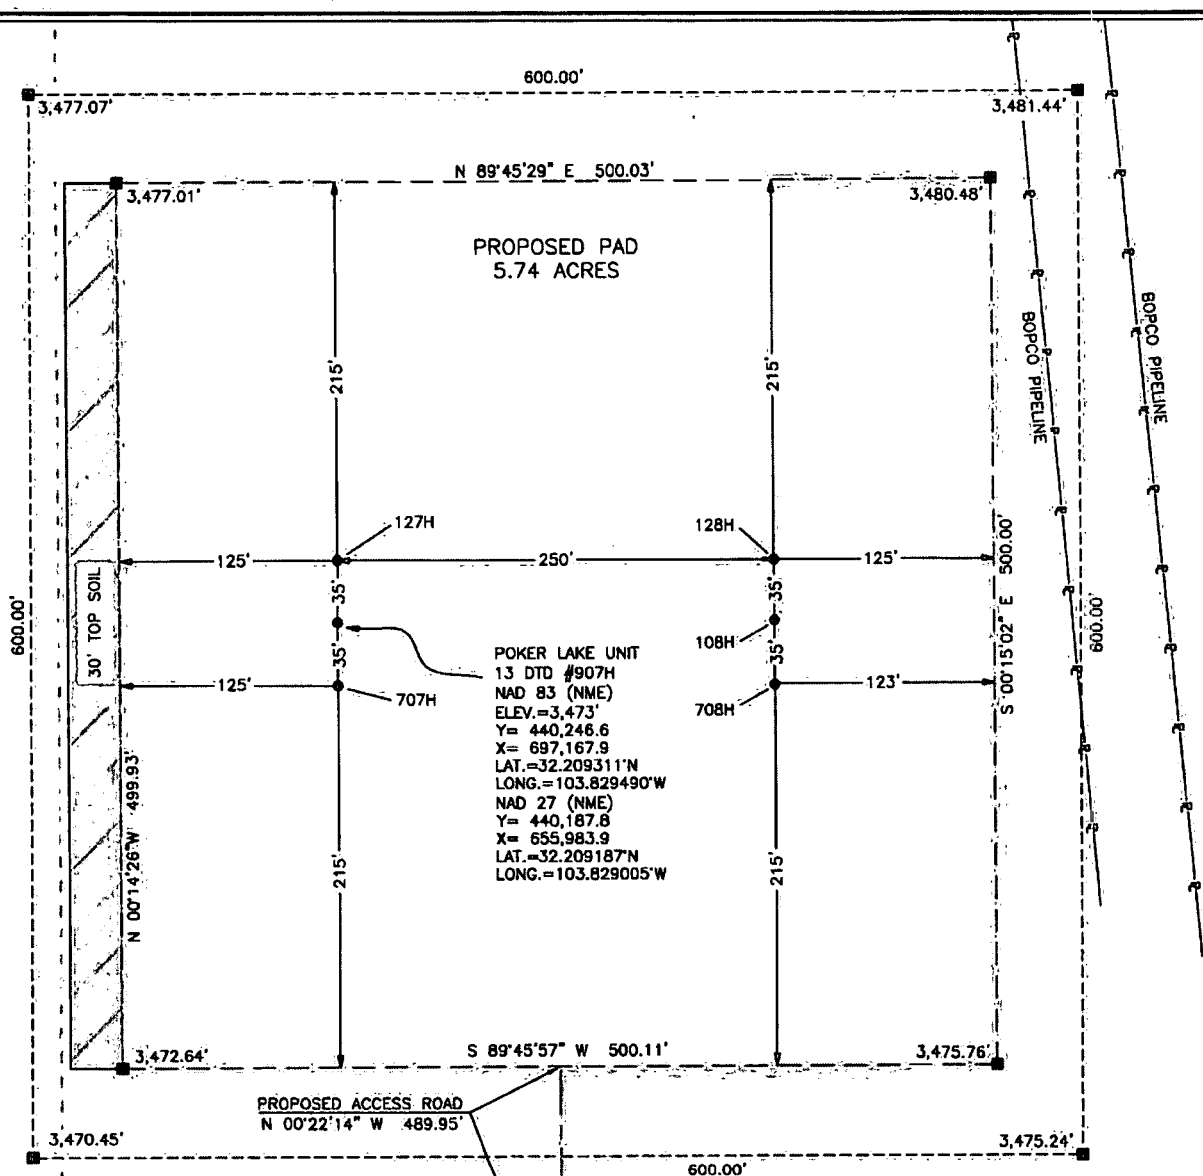 600.00'
3,477.07'
3,481.44'
N 89°45'29" E 500.03'
3,477.01'
3,480.48'
PROPOSED PAD
5.74 ACRES
BOPCO PIPELINE
BOPCO PIPELINE
215'
215'
127H
128H
125'
250'
125'
35'
35'
500.00'
S 00°15'02" E
30' TOP SOIL
600.00'
600.00'
108H
35'
35'
125'
707H
708H
123'
POKER LAKE UNIT
13 DTD #907H
NAD 83 (NME)
ELEV.=3,473'
Y= 440,246.6
X= 697,167.9
LAT.=32.209311°N
LONG.=103.829490°W
NAD 27 (NME)
Y= 440,187.8
X= 655,983.9
LAT.=32.209187°N
LONG.=103.829005°W
N 00°14'26"W 499.93'
215'
215'
3,472.64'
S 89°45'57" W 500.11'
3,475.76'
PROPOSED ACCESS ROAD
N 00°22'14" W 489.95'
3,470.45'
3,475.24'
600.00'